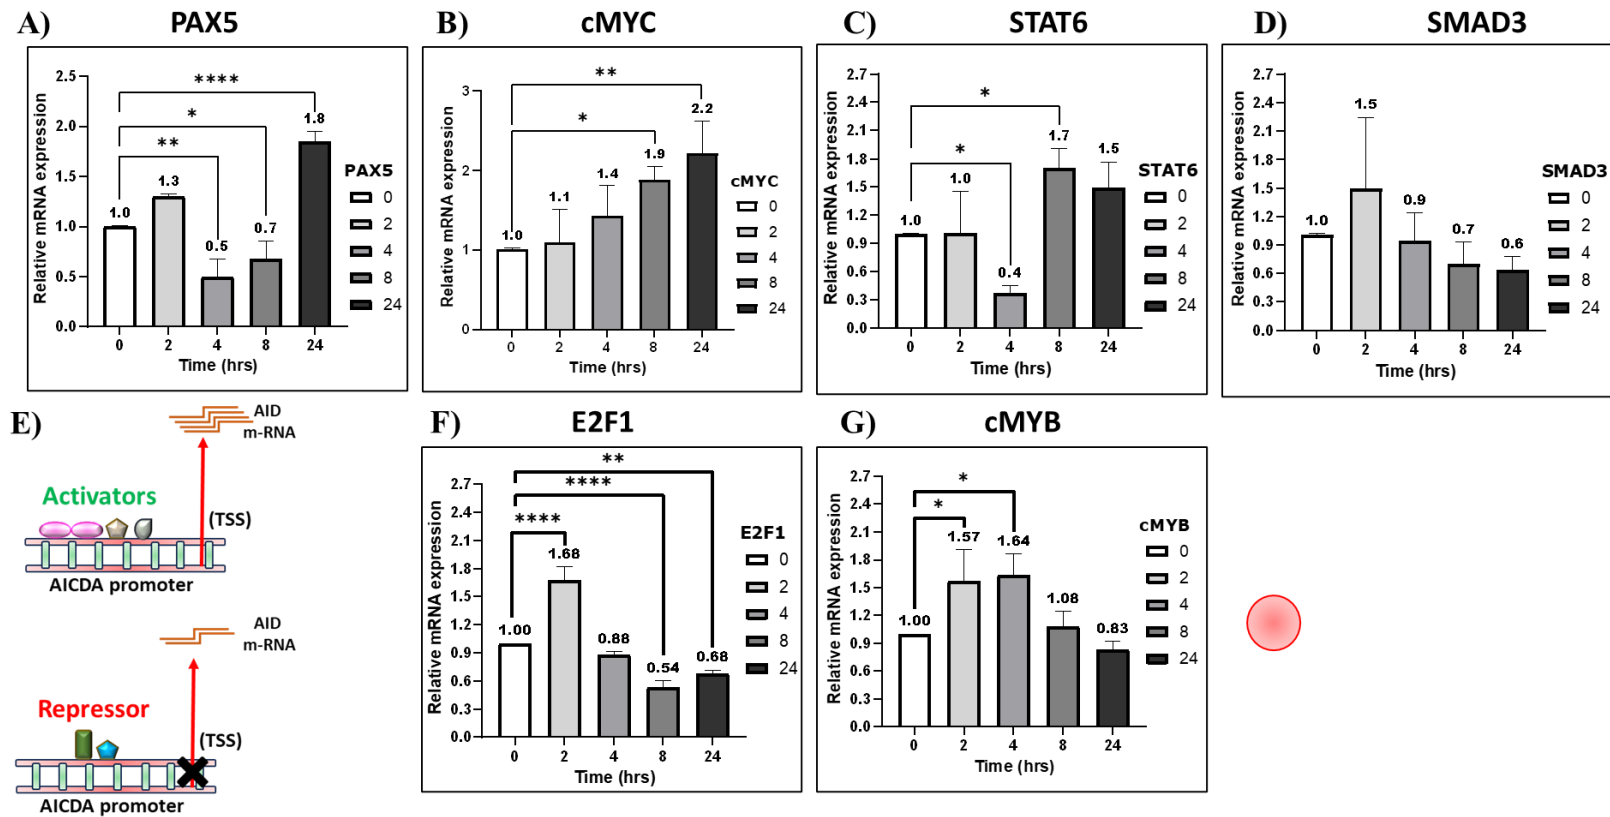 A) PAX5
****
*
**
2.5
2.0
1.5
1.0
0.5
0.0
1.0
1.3
0.5
0.7
1.8
0 2 4 8 24
Time (hrs)
Relative mRNA expression
PAX5
0
2
4
8
24
B) cMYC
**
*
3
2
1
0
1.0
1.1
1.4
1.9
2.2
0 2 4 8 24
Time (hrs)
Relative mRNA expression
cMYC
0
2
4
8
24
C) STAT6
*
*
2.7
2.4
2.1
1.8
1.5
1.2
0.9
0.6
0.3
0.0
1.0
1.0
0.4
1.7
1.5
0 2 4 8 24
Time (hrs)
Relative mRNA expression
STAT6
0
2
4
8
24
D) SMAD3
2.7
2.4
2.1
1.8
1.5
1.2
0.9
0.6
0.3
0.0
1.0
1.5
0.9
0.7
0.6
0 2 4 8 24
Time (hrs)
Relative mRNA expression
SMAD3
0
2
4
8
24
E)
AID
m-RNA
Activators
(TSS)
AICDA promoter
AID
m-RNA
Repressor
(TSS)
AICDA promoter
F) E2F1
**
****
****
2.7
2.4
2.1
1.8
1.5
1.2
0.9
0.6
0.3
0.0
1.00
1.68
0.88
0.54
0.68
0 2 4 8 24
Time (hrs)
Relative mRNA expression
E2F1
0
2
4
8
24
G) cMYB
*
*
2.7
2.4
2.1
1.8
1.5
1.2
0.9
0.6
0.3
0.0
1.00
1.57
1.64
1.08
0.83
0 2 4 8 24
Time (hrs)
Relative mRNA expression
cMYB
0
2
4
8
24